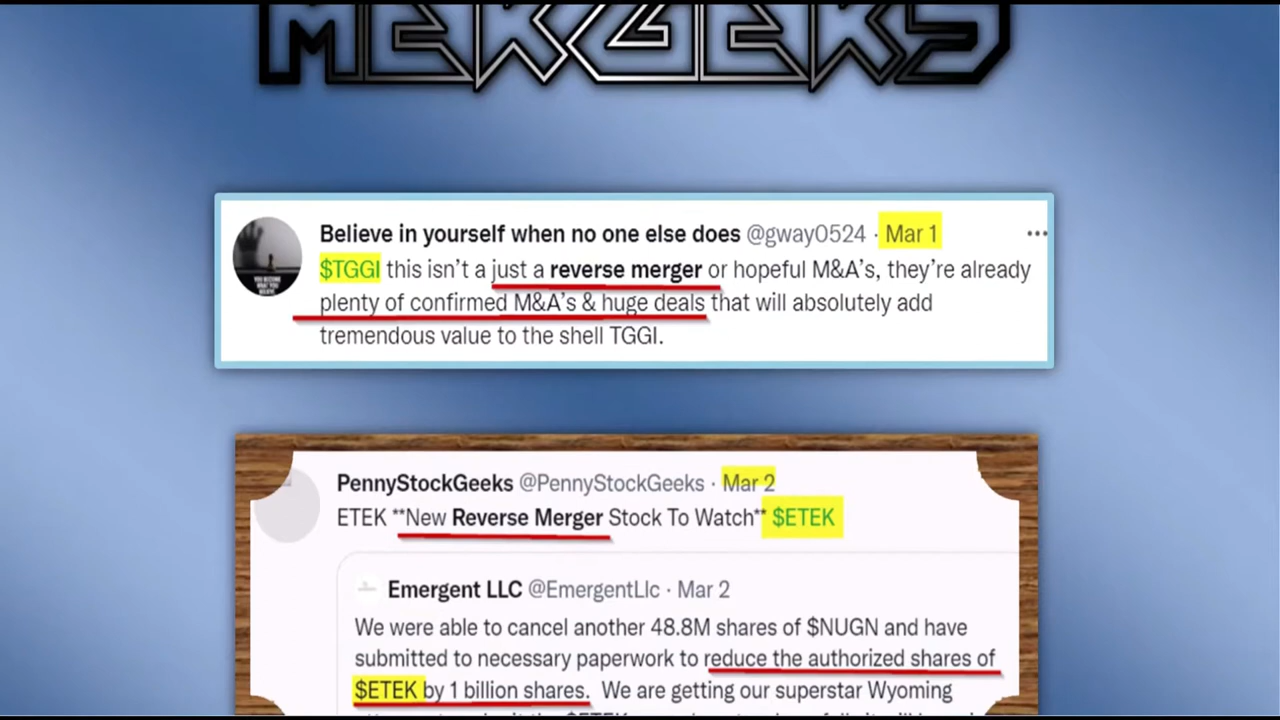 MERGERS
Believe in yourself when no one else does @gway0524 · Mar 1
$TGGI this isn't a just a reverse merger or hopeful M&A's, they're already
plenty of confirmed M&A's & huge deals that will absolutely add
tremendous value to the shell TGGI.
PennyStockGeeks @PennyStockGeeks · Mar 2
ETEK **New Reverse Merger Stock To Watch** $ETEK
Emergent LLC @EmergentLlc · Mar 2
We were able to cancel another 48.8M shares of $NUGN and have
submitted to necessary paperwork to reduce the authorized shares of
$ETEK by 1 billion shares. We are getting our superstar Wyoming